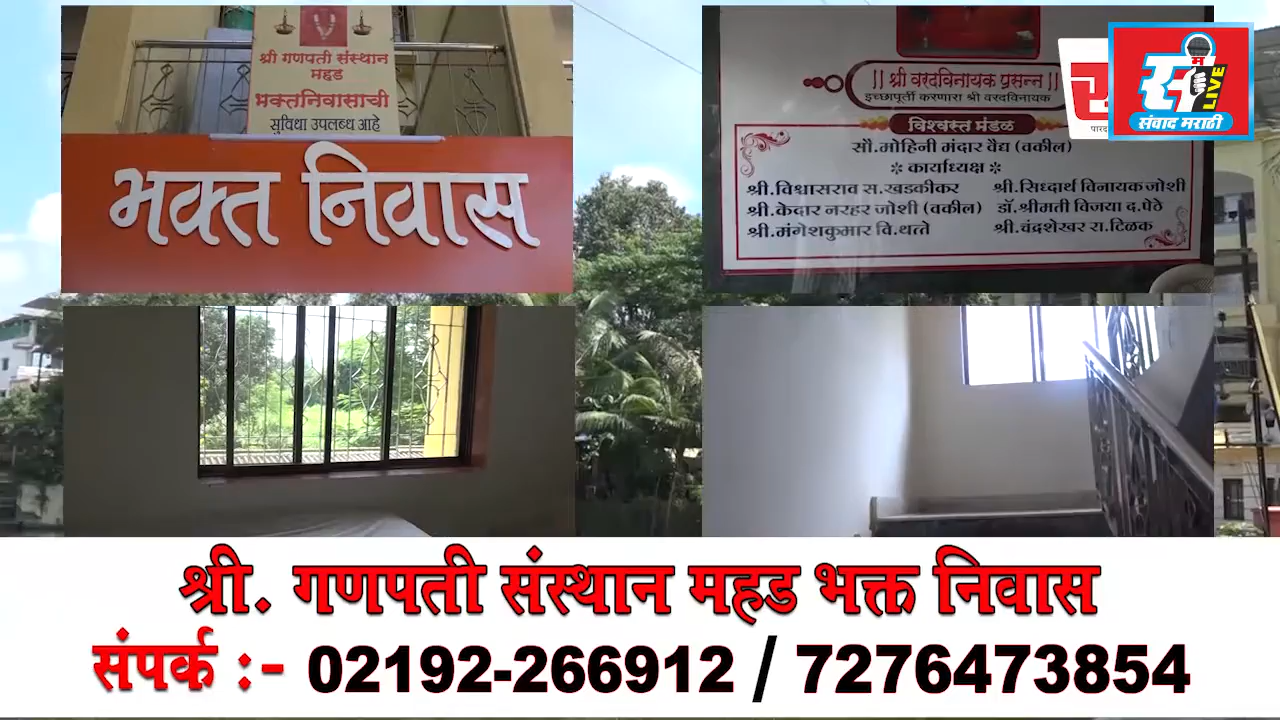 श्री गणपती संस्थान
महड
भक्तनिवासाची
सुविधा उपलब्ध आहे
भक्त निवास
|| श्री वरदविनायक प्रसन्न ||
इच्छापूर्ती करणारा श्री वरदविनायक
विश्वस्त मंडळ
सौ.मोहिनी मंदार वैद्य (वकील)
* कार्याध्यक्ष *
श्री.विश्वासराव स.खडकीकर श्री.सिध्दार्थ विनायक जोशी
श्री.केदार नरहर जोशी (वकील) डॉ.श्रीमती विजया द.पेठे
श्री.मंगेशकुमार वि.थत्ते श्री.चंद्रशेखर रा.टिळक
सम
LIVE
संवाद मराठी
श्री. गणपती संस्थान महड भक्त निवास
संपर्क :- 02192-266912 / 7276473854